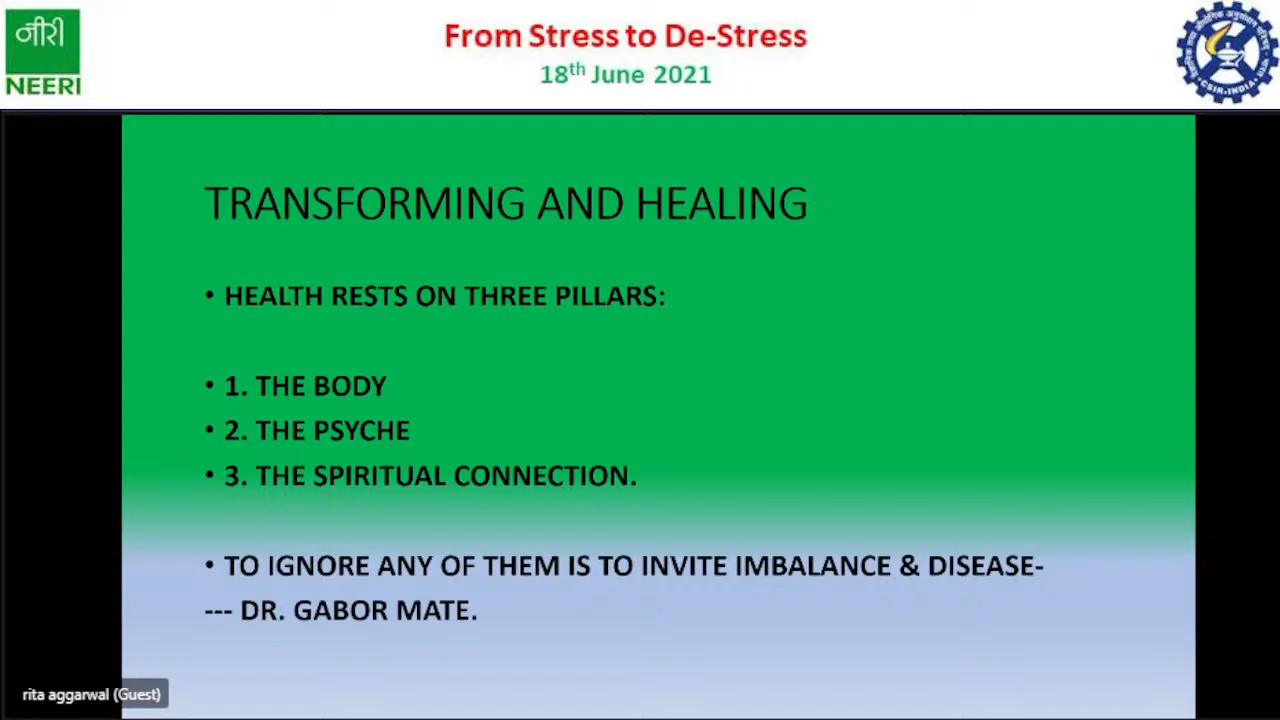 नीरी
NEERI
From Stress to De-Stress
18th June 2021
CSIR-INDIA
TRANSFORMING AND HEALING
• HEALTH RESTS ON THREE PILLARS:
• 1. THE BODY
• 2. THE PSYCHE
• 3. THE SPIRITUAL CONNECTION.
• TO IGNORE ANY OF THEM IS TO INVITE IMBALANCE & DISEASE-
--- DR. GABOR MATE.
rita aggarwal (Guest)